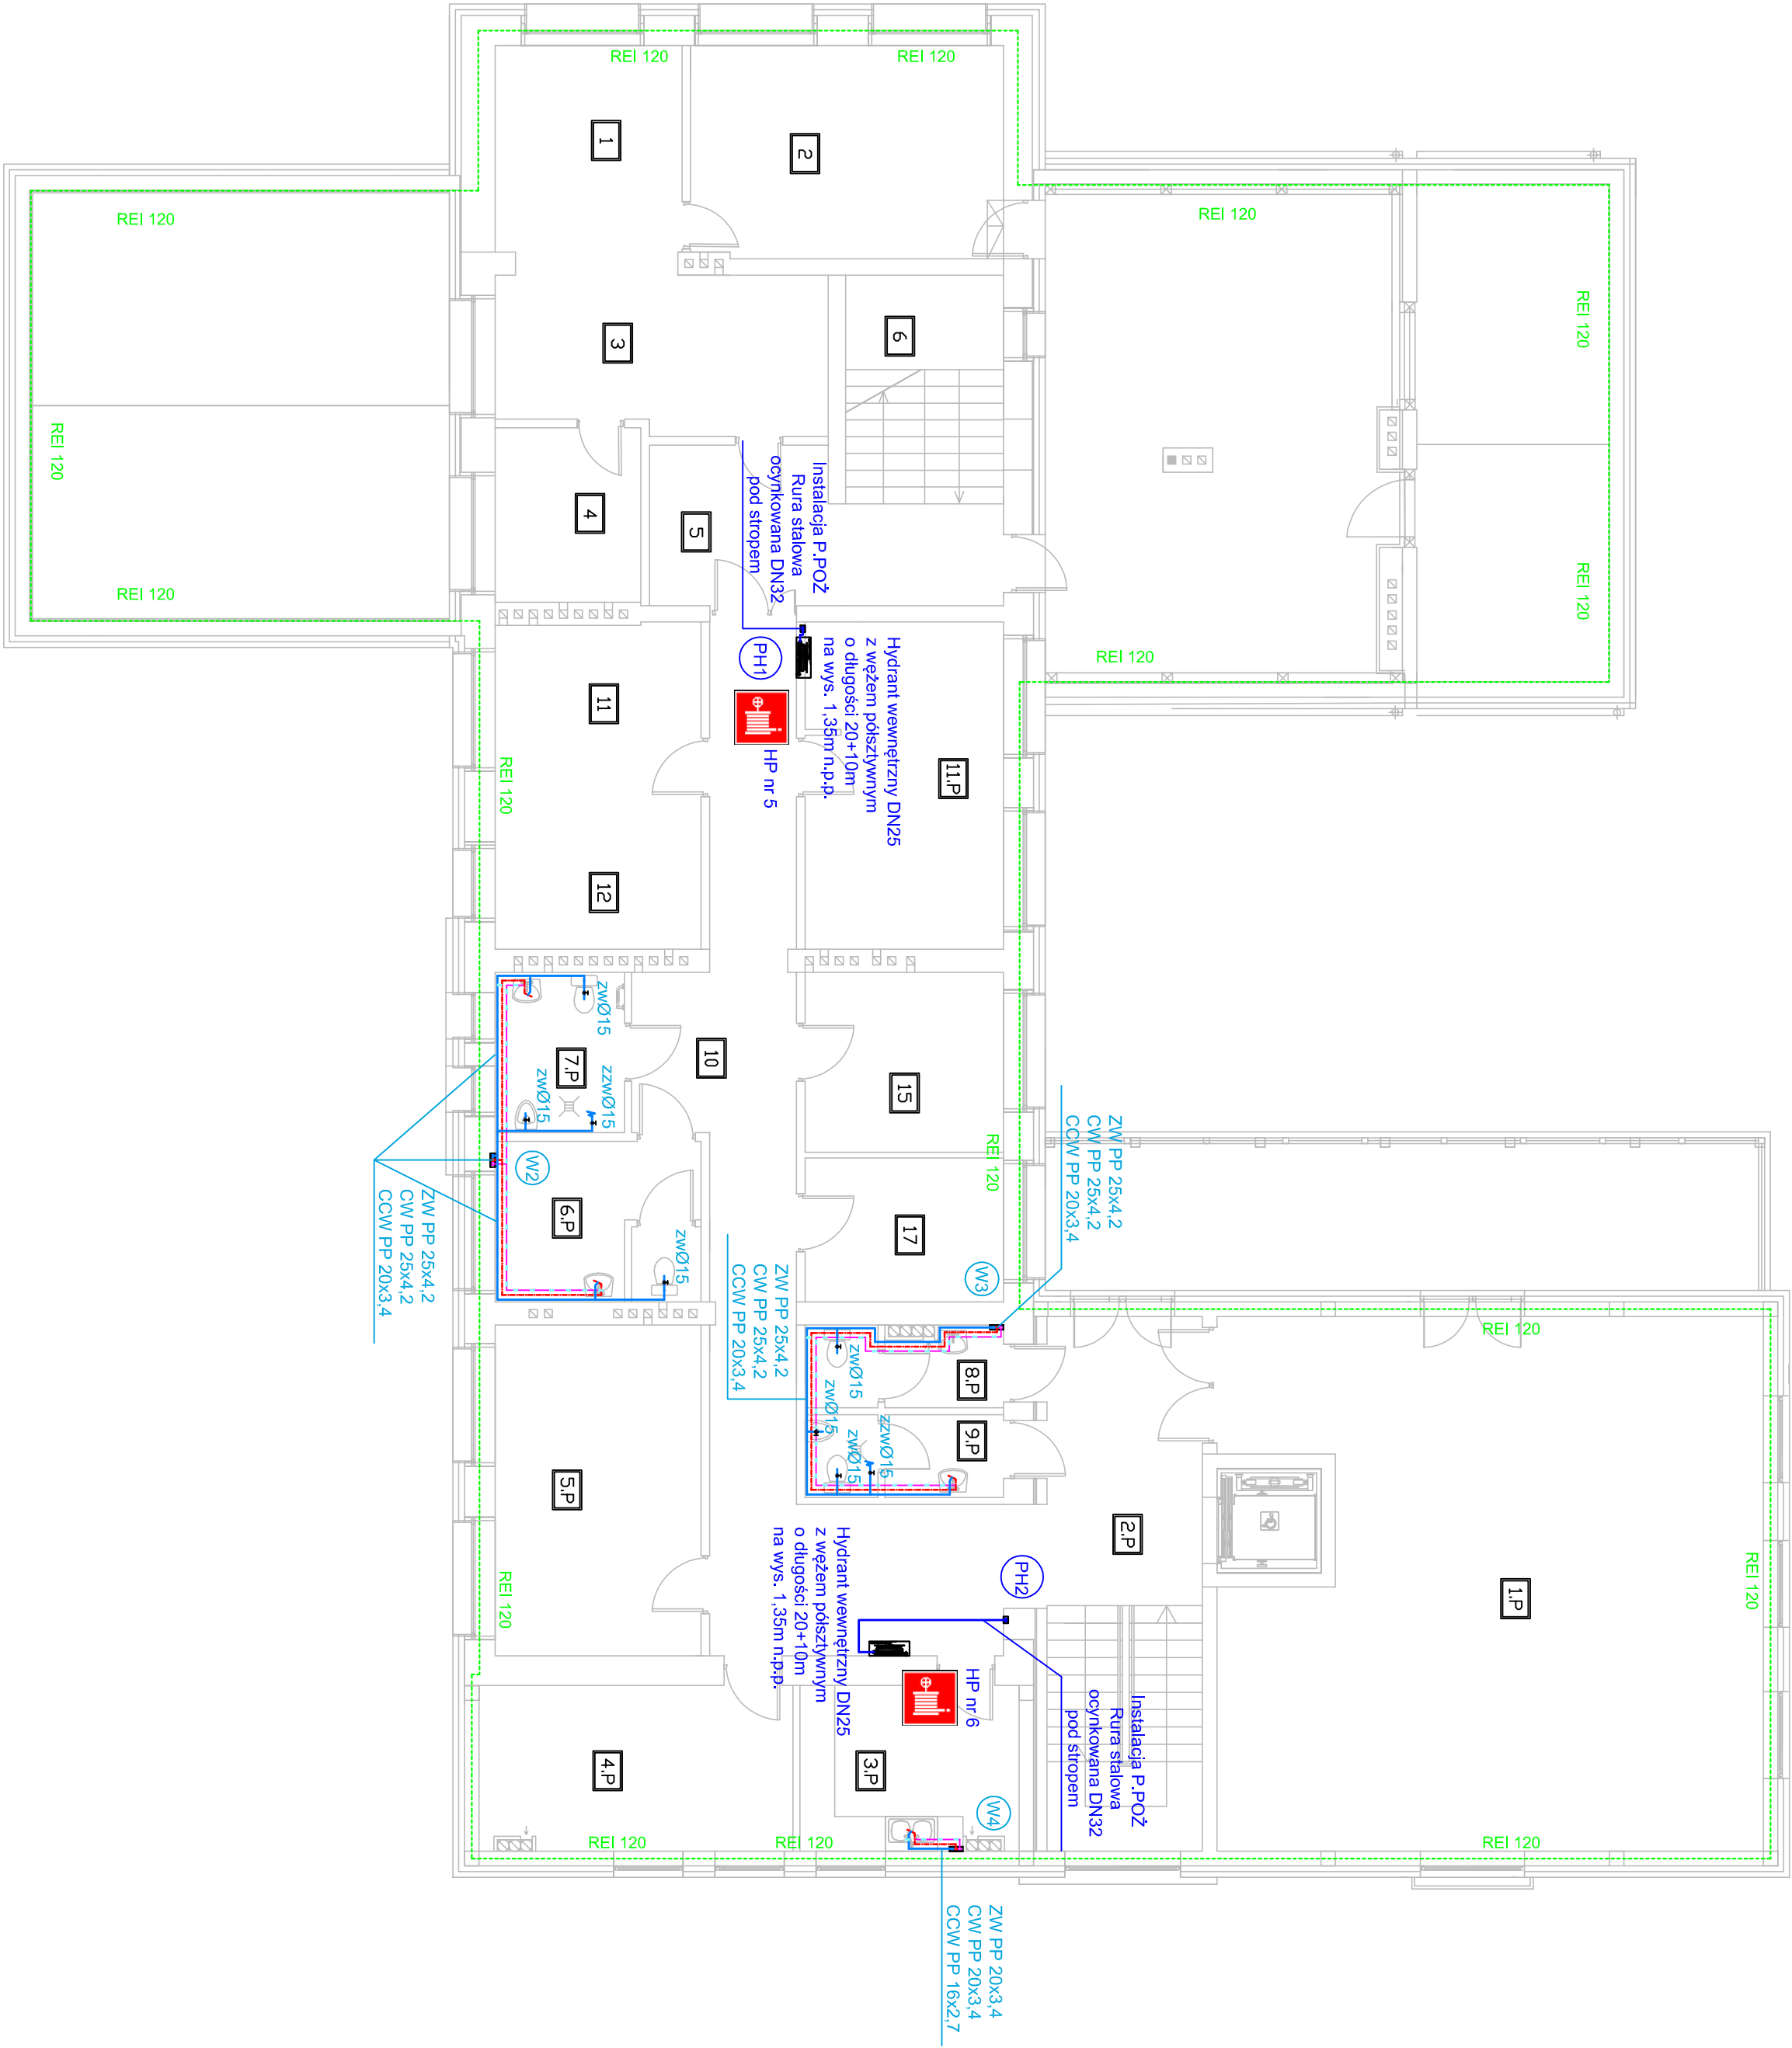 REI 120
REI 120
1
2
REI 120
REI 120
REI 120
3
6
REI 120
4
5
Instalacja P.POŻ
Rura stalowa
ocynkowana DN32
pod stropem
REI 120
REI 120
REI 120
PH1
Hydrant wewnętrzny DN25
z wężem półsztywnym
o długości 20+10m
na wys. 1,35m n.p.p.
HP nr 5
11
11.P
REI 120
12
zwØ15
7.P
zwØ15
zzwØ15
10
15
REI 120
W2
6.P
zwØ15
17
W3
ZW PP 25x4,2
CW PP 25x4,2
CCW PP 20x3,4
ZW PP 25x4,2
CW PP 25x4,2
CCW PP 20x3,4
ZW PP 25x4,2
CW PP 25x4,2
CCW PP 20x3,4
REI 120
zwØ15
zwØ15
zwØ15
zzwØ15
8.P
9.P
5.P
2.P
1.P
REI 120
REI 120
PH2
Hydrant wewnętrzny DN25
z wężem półsztywnym
o długości 20+10m
na wys. 1,35m n.p.p.
HP nr 6
Instalacja P.POŻ
Rura stalowa
ocynkowana DN32
pod stropem
4.P
3.P
W4
REI 120
REI 120
REI 120
ZW PP 20x3,4
CW PP 20x3,4
CCW PP 16x2,7